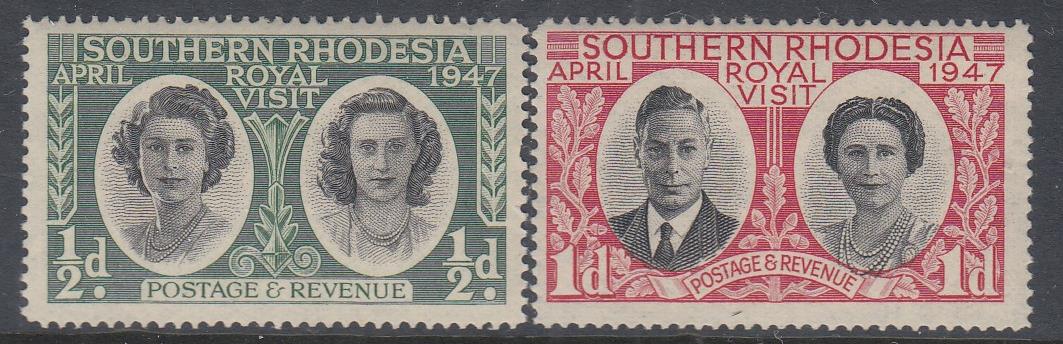 SOUTHERN RHODESIA
APRIL ROYAL 1947
VISIT
½d. ½d.
POSTAGE & REVENUE
SOUTHERN RHODESIA
APRIL ROYAL 1947
VISIT
1d 1d
POSTAGE & REVENUE